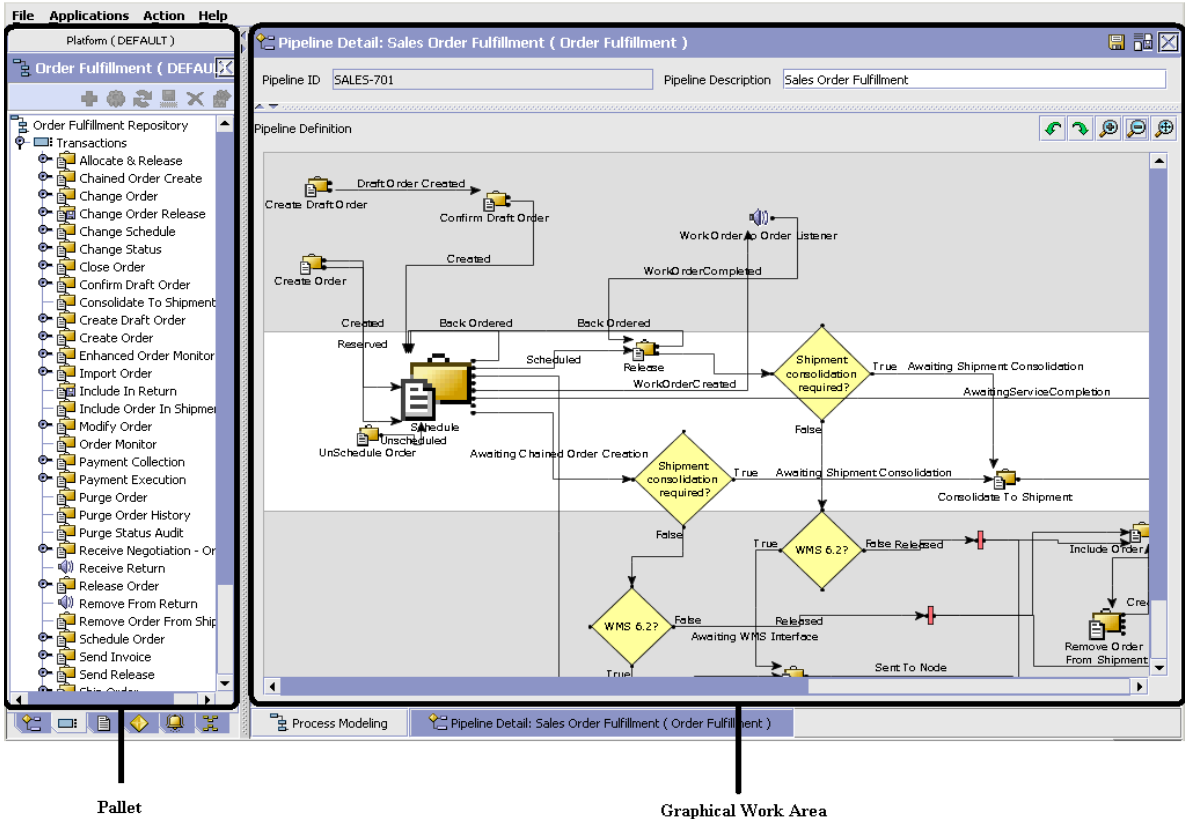 File Applications Action Help
Platform ( DEFAULT )
Order Fulfillment ( DEFAU
Order Fulfillment Repository
Transactions
Allocate & Release
Chained Order Create
Change Order
Change Order Release
Change Schedule
Change Status
Close Order
Confirm Draft Order
Consolidate To Shipment
Create Draft Order
Create Order
Enhanced Order Monitor
Import Order
Include In Return
Include Order In Shipmen
Modify Order
Order Monitor
Payment Collection
Payment Execution
Purge Order
Purge Order History
Purge Status Audit
Receive Negotiation - Or
Receive Return
Release Order
Remove From Return
Remove Order From Ship
Schedule Order
Send Invoice
Send Release
Ship Order
Pipeline Detail: Sales Order Fulfillment ( Order Fulfillment )
Pipeline ID SALES-701 Pipeline Description Sales Order Fulfillment
Pipeline Definition
Draft Order Created
Create Draft Order
Confirm Draft Order
Work Order to Order Listener
Created
WorkOrderCompleted
Create Order
Created
Back Ordered
Back Ordered
Reserved
Scheduled
Release
WorkOrderCreated
Shipment
consolidation
required?
True Awaiting Shipment Consolidation
AwaitingServiceCompletion
Schedule
Unscheduled
UnSchedule Order
False
Awaiting Chained Order Creation
Shipment
consolidation
required?
True Awaiting Shipment Consolidation
Consolidate To Shipment
False
True
WMS 6.2?
False Released
Include Order
WMS 6.2?
False
Released
Awaiting WMS Interface
Crea
Remove Order
From Shipment
True
Sent To Node
Process Modeling
Pipeline Detail: Sales Order Fulfillment ( Order Fulfillment )
Pallet
Graphical Work Area